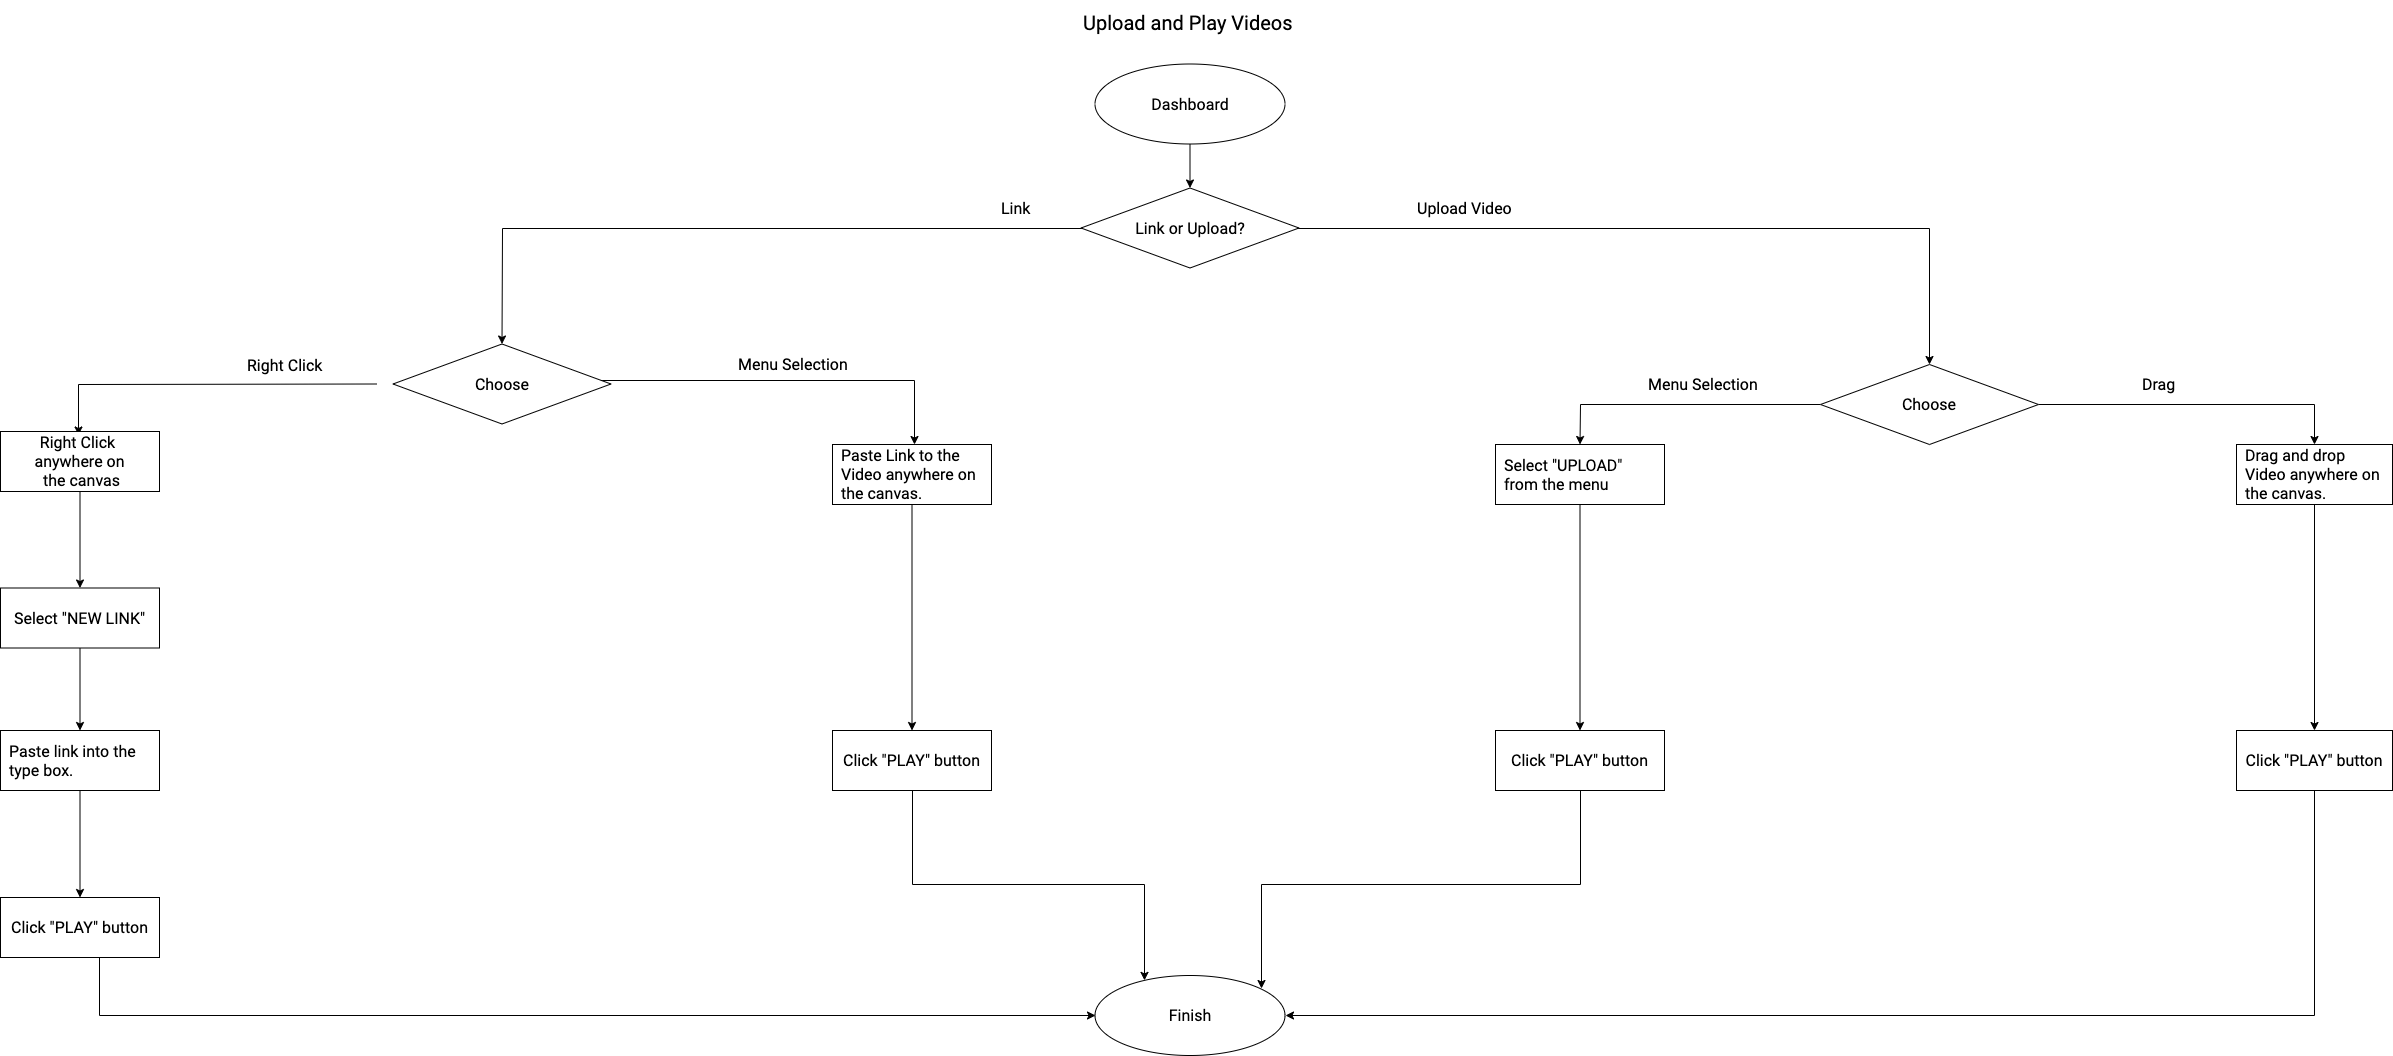 Upload and Play Videos
Dashboard
Link
Link or Upload?
Upload Video
Right Click
Choose
Menu Selection
Menu Selection
Choose
Drag
Right Click
anywhere on
the canvas
Paste Link to the
Video anywhere on
the canvas.
Select "UPLOAD"
from the menu
Drag and drop
Video anywhere on
the canvas.
Select "NEW LINK"
Paste link into the
type box.
Click "PLAY" button
Click "PLAY" button
Click "PLAY" button
Click "PLAY" button
Finish